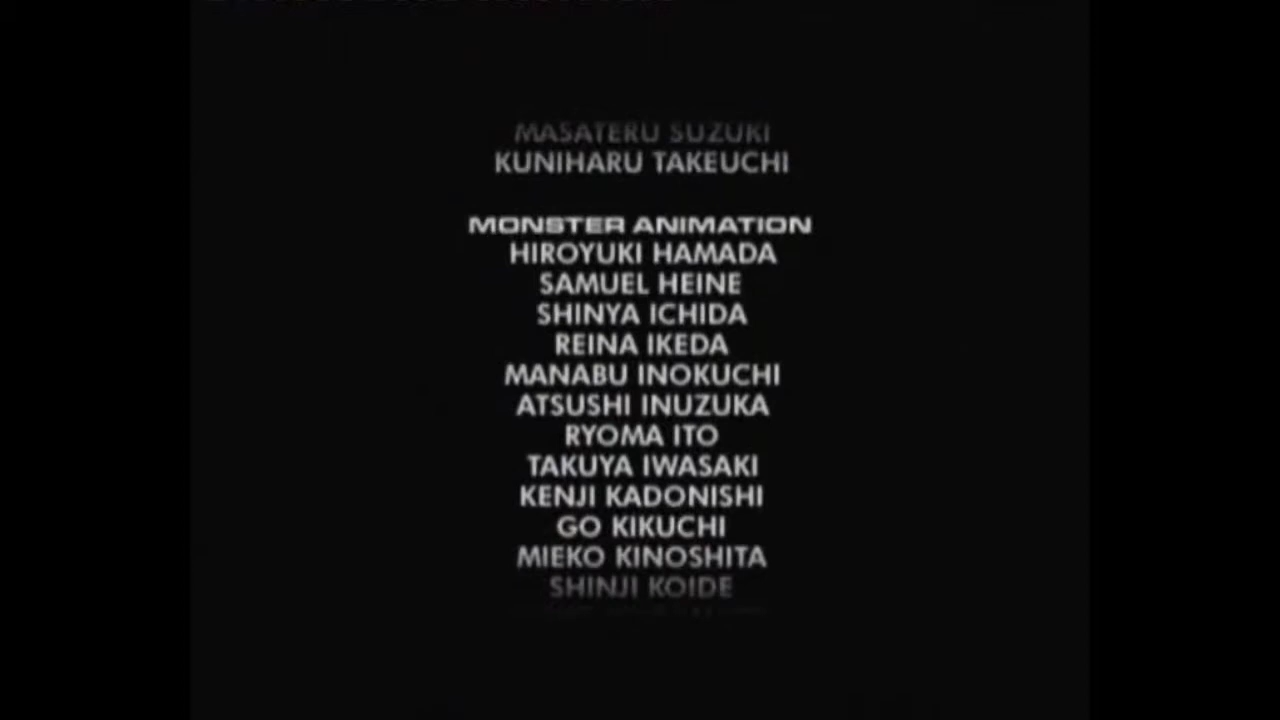 MASATERU SUZUKI
KUNIHARU TAKEUCHI
MONSTER ANIMATION
HIROYUKI HAMADA
SAMUEL HEINE
SHINYA ICHIDA
REINA IKEDA
MANABU INOKUCHI
ATSUSHI INUZUKA
RYOMA ITO
TAKUYA IWASAKI
KENJI KADONISHI
GO KIKUCHI
MIEKO KINOSHITA
SHINJI KOIDE